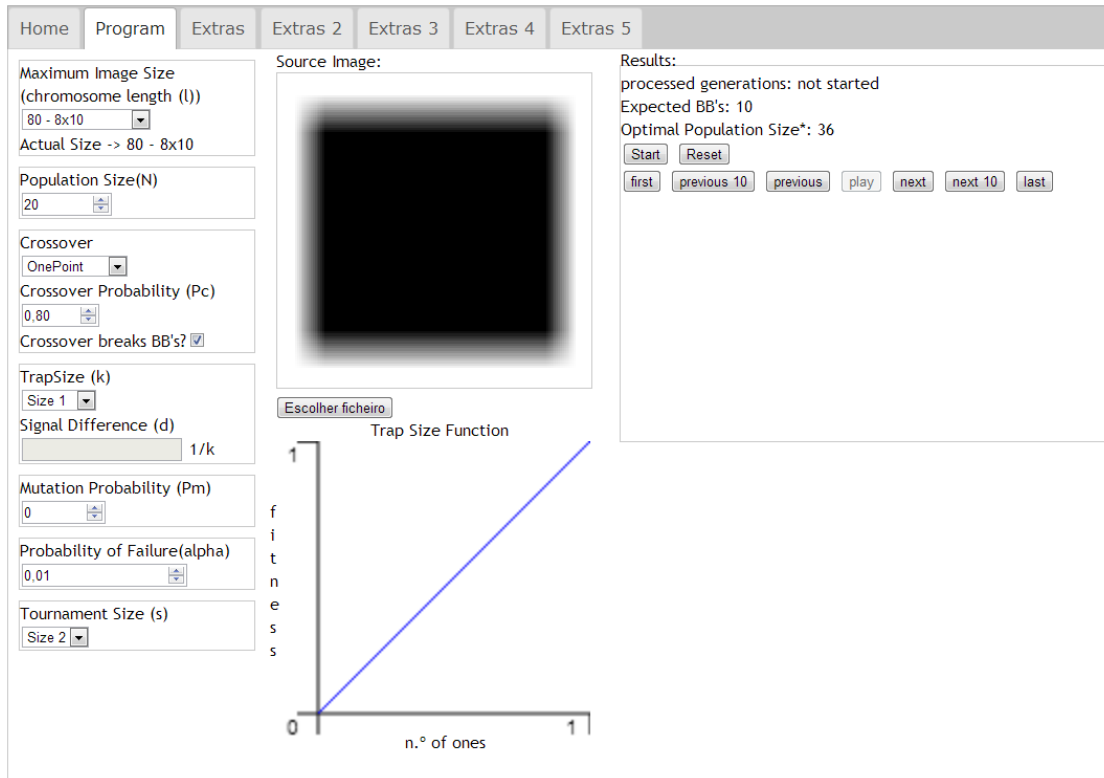 Home Program Extras Extras 2 Extras 3 Extras 4 Extras 5
Maximum Image Size
(chromosome length (l))
80 - 8x10
Actual Size -> 80 - 8x10
Population Size(N)
20
Crossover
OnePoint
Crossover Probability (Pc)
0,80
Crossover breaks BB's?
TrapSize (k)
Size 1
Signal Difference (d)
1/k
Mutation Probability (Pm)
0
Probability of Failure(alpha)
0,01
Tournament Size (s)
Size 2
Source Image:
Escolher ficheiro
Trap Size Function
1
f
i
t
n
e
s
s
0 1
n.º of ones
Results:
processed generations: not started
Expected BB's: 10
Optimal Population Size*: 36
Start Reset
first previous 10 previous play next next 10 last